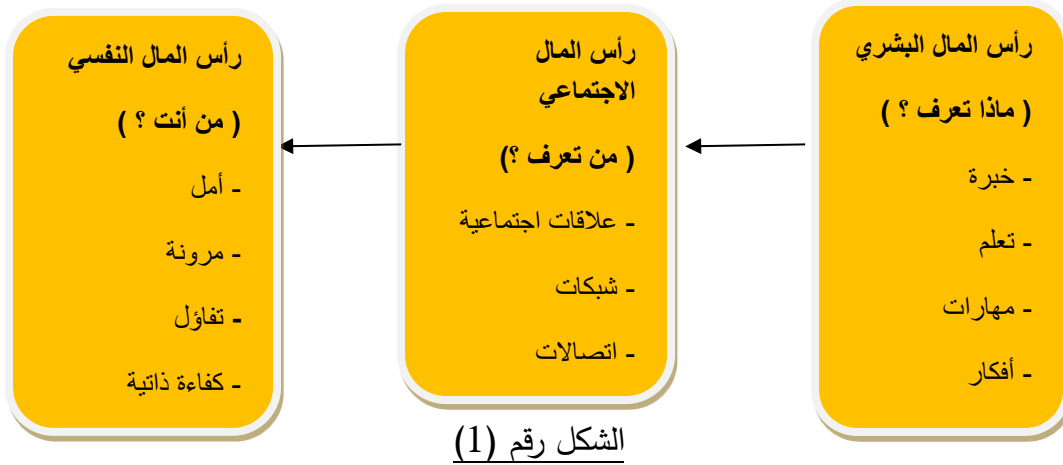 رأس المال البشري
( ماذا تعرف ؟ )
- خبرة
- تعلم
- مهارات
- أفكار
رأس المال
الاجتماعي
( من تعرف ؟)
- علاقات اجتماعية
- شبكات
- اتصالات
رأس المال النفسي
( من أنت ؟ )
- أمل
- مرونة
- تفاؤل
- كفاءة ذاتية
الشكل رقم (1)